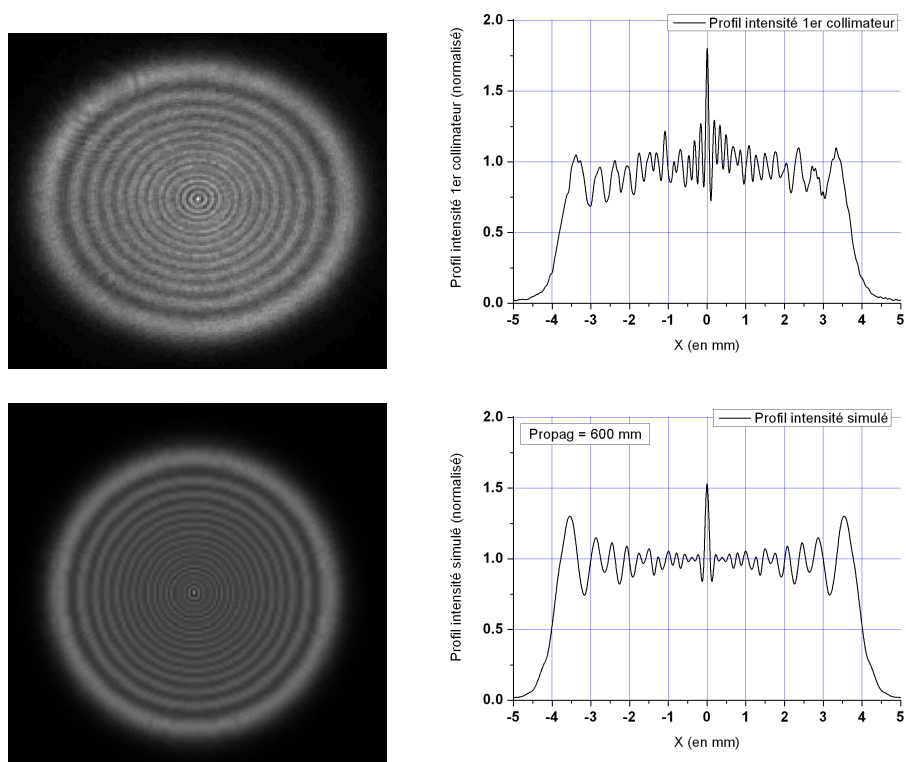 Profil intensité 1er collimateur
Profil intensité 1er collimateur (normalisé)
2.0
1.5
1.0
0.5
0.0
-5 -4 -3 -2 -1 0 1 2 3 4 5
X (en mm)
Profil intensité simulé
Propag = 600 mm
Profil intensité simulé (normalisé)
2.0
1.5
1.0
0.5
0.0
-5 -4 -3 -2 -1 0 1 2 3 4 5
X (en mm)